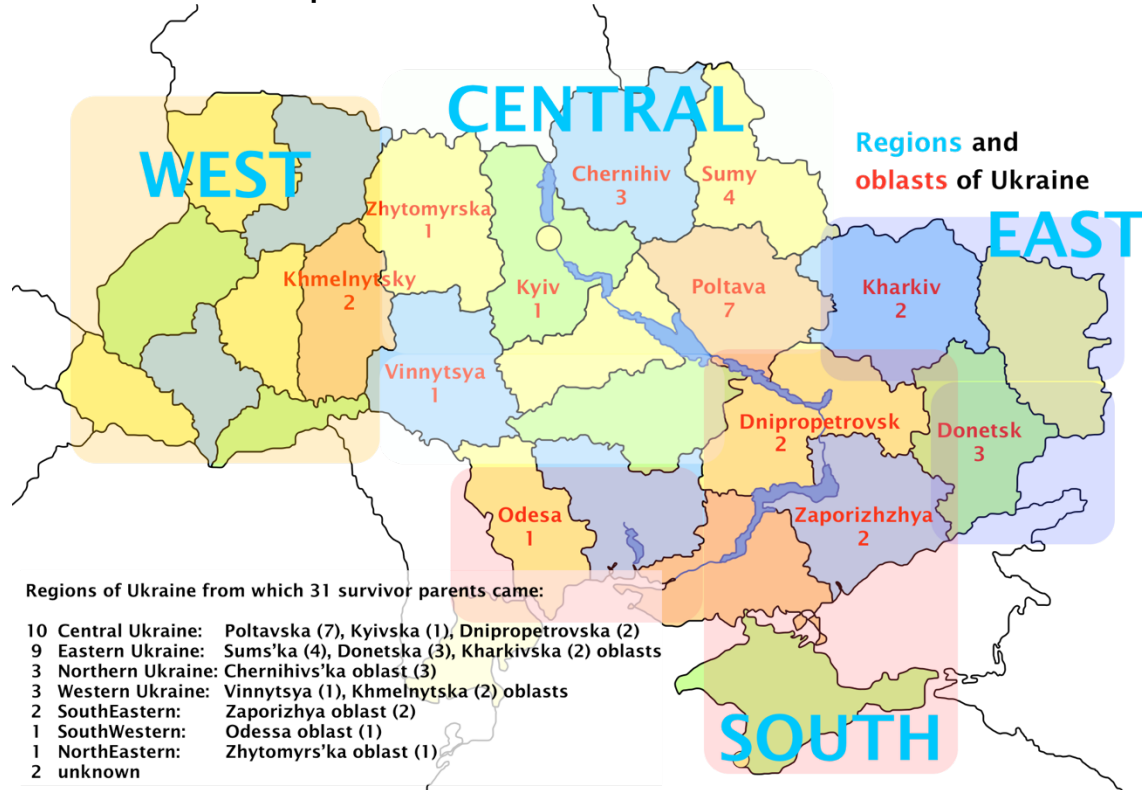 CENTRAL
WEST
Regions and
oblasts of Ukraine
EAST
Chernihiv
3
Sumy
4
Zhytomyrska
1
Khmelnytsky
2
Kyiv
1
Poltava
7
Kharkiv
2
Vinnytsya
1
Dnipropetrovsk
2
Donetsk
3
Odesa
1
Zaporizhzhya
2
SOUTH
Regions of Ukraine from which 31 survivor parents came:
10 Central Ukraine: Poltavska (7), Kyivska (1), Dnipropetrovska (2)
9 Eastern Ukraine: Sums'ka (4), Donetska (3), Kharkivska (2) oblasts
3 Northern Ukraine: Chernihivs'ka oblast (3)
3 Western Ukraine: Vinnytsya (1), Khmelnytska (2) oblasts
2 SouthEastern: Zaporizhya oblast (2)
1 SouthWestern: Odessa oblast (1)
1 NorthEastern: Zhytomyrs'ka oblast (1)
2 unknown